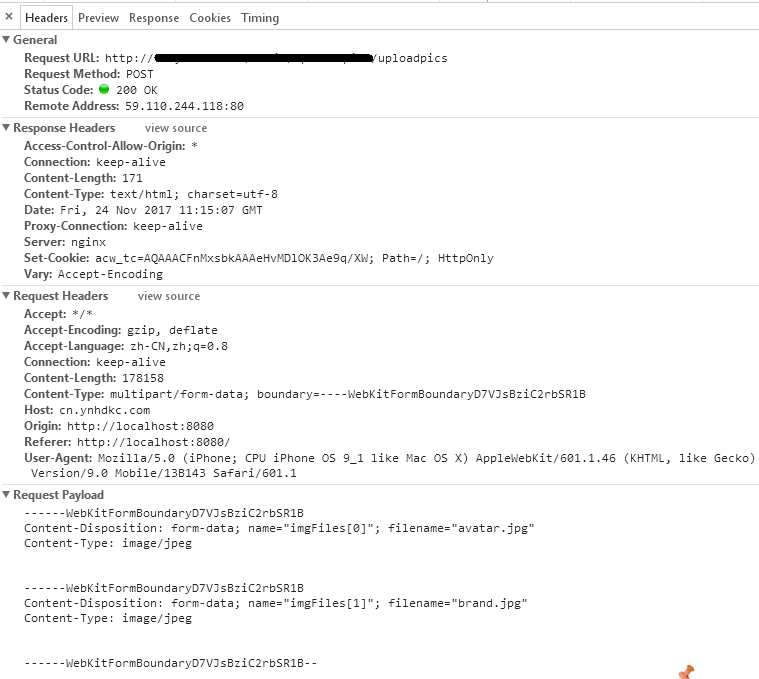 × Headers Preview Response Cookies Timing
▼ General
Request URL: http:// /uploadpics
Request Method: POST
Status Code: 200 OK
Remote Address: 59.110.244.118:80
▼ Response Headers view source
Access-Control-Allow-Origin: *
Connection: keep-alive
Content-Length: 171
Content-Type: text/html; charset=utf-8
Date: Fri, 24 Nov 2017 11:15:07 GMT
Proxy-Connection: keep-alive
Server: nginx
Set-Cookie: acw_tc=AQAAACFnMxsbkAAAeHvMDlOK3Ae9q/XW; Path=/; HttpOnly
Vary: Accept-Encoding
▼ Request Headers view source
Accept: */*
Accept-Encoding: gzip, deflate
Accept-Language: zh-CN,zh;q=0.8
Connection: keep-alive
Content-Length: 178158
Content-Type: multipart/form-data; boundary=----WebKitFormBoundaryD7VJsBziC2rbSR1B
Host: cn.ynhdkc.com
Origin: http://localhost:8080
Referer: http://localhost:8080/
User-Agent: Mozilla/5.0 (iPhone; CPU iPhone OS 9_1 like Mac OS X) AppleWebKit/601.1.46 (KHTML, like Gecko)
Version/9.0 Mobile/13B143 Safari/601.1
▼ Request Payload
------WebKitFormBoundaryD7VJsBziC2rbSR1B
Content-Disposition: form-data; name="imgFiles[0]"; filename="avatar.jpg"
Content-Type: image/jpeg
------WebKitFormBoundaryD7VJsBziC2rbSR1B
Content-Disposition: form-data; name="imgFiles[1]"; filename="brand.jpg"
Content-Type: image/jpeg
------WebKitFormBoundaryD7VJsBziC2rbSR1B--